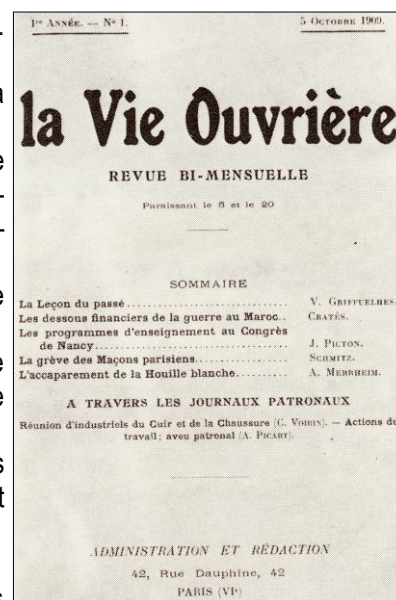 1re ANNÉE. — N° 1.
5 OCTOBRE 1909.
la Vie Ouvrière
REVUE BI-MENSUELLE
Paraissant le 5 et le 20
SOMMAIRE
La Leçon du passé.................... V. GRIFFUELHES.
Les dessous financiers de la guerre au Maroc.. CRATÈS.
Les programmes d'enseignement au Congrès
de Nancy.................... J. PICTON.
La grève des Maçons parisiens.................... SCHMITZ.
L'accaparement de la Houille blanche.................... A. MERRHEIM.
A TRAVERS LES JOURNAUX PATRONAUX
Réunion d'industriels du Cuir et de la Chaussure (C. VOIRIN). — Actions du
travail; aveu patronal (A. PICART).
ADMINISTRATION ET RÉDACTION
42, Rue Dauphine, 42
PARIS (VIe)